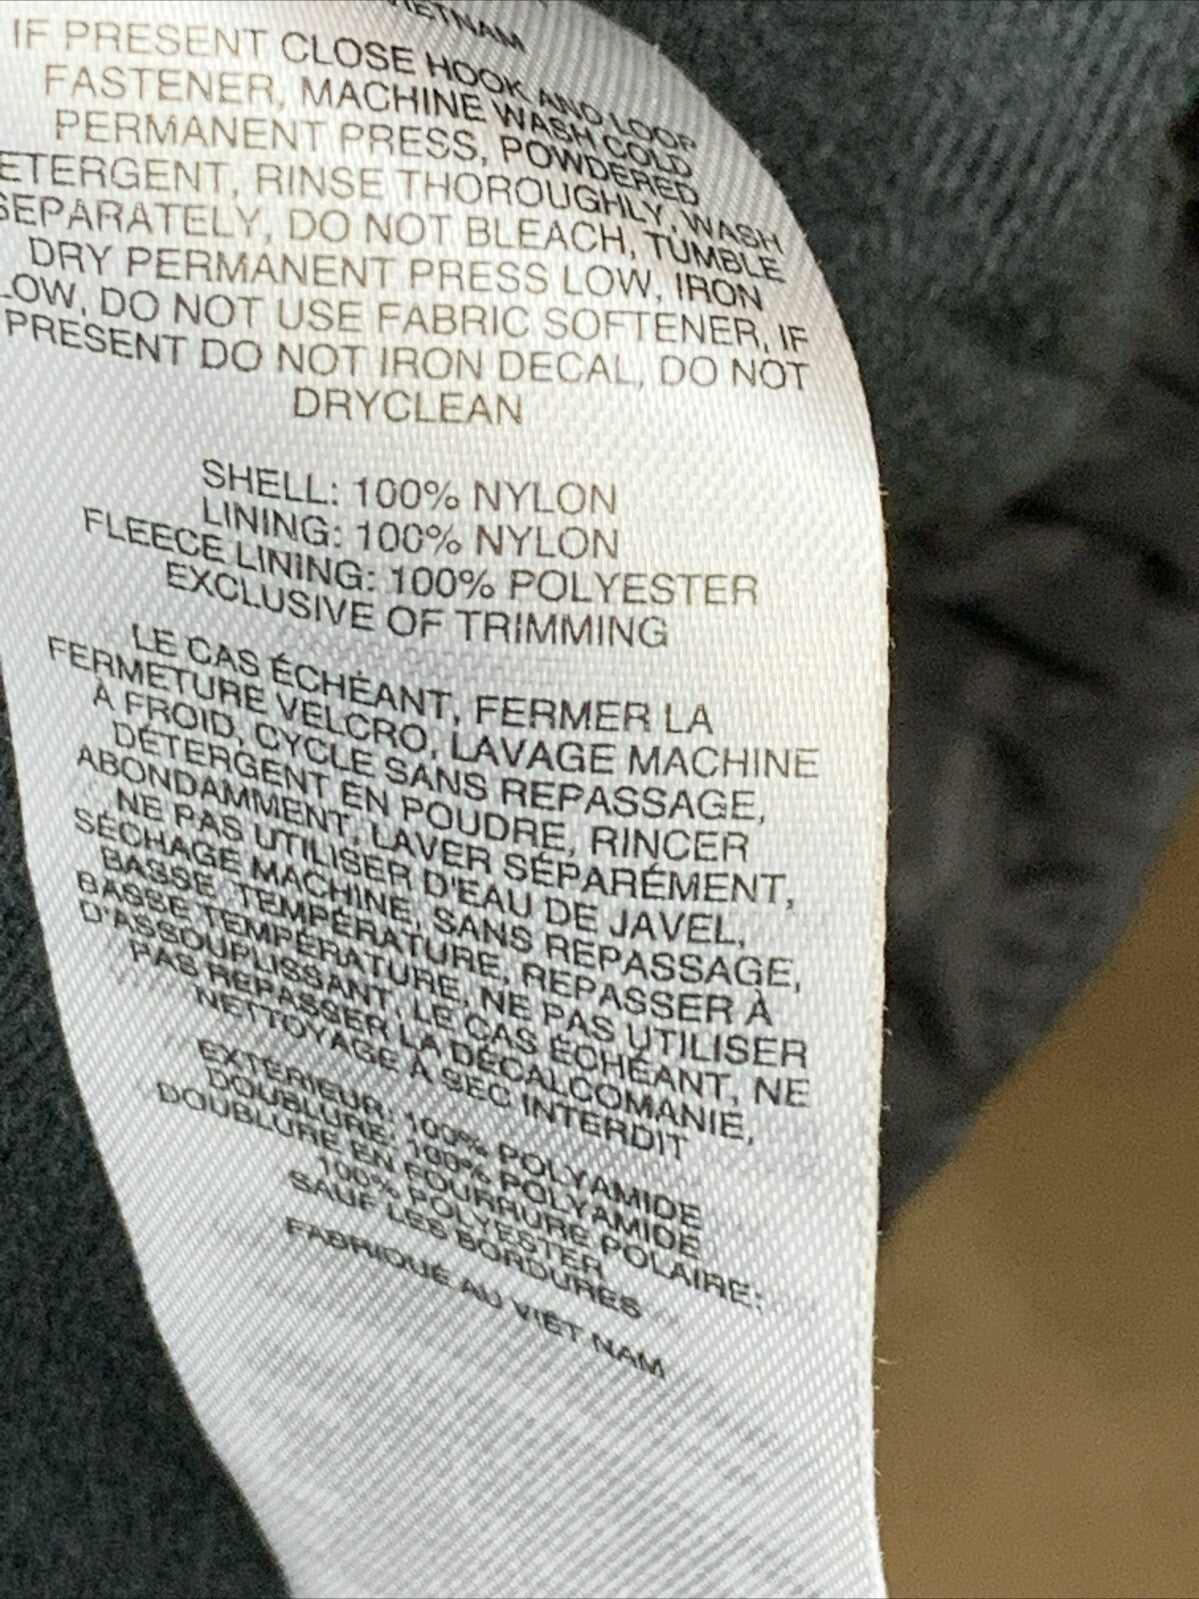 VIETNAM
IF PRESENT CLOSE HOOK AND LOOP
FASTENER, MACHINE WASH COLD
PERMANENT PRESS, POWDERED
ETERGENT, RINSE THOROUGHLY, WASH
SEPARATELY, DO NOT BLEACH, TUMBLE
DRY PERMANENT PRESS LOW, IRON
LOW, DO NOT USE FABRIC SOFTENER, IF
PRESENT DO NOT IRON DECAL, DO NOT
DRYCLEAN
SHELL: 100% NYLON
LINING: 100% NYLON
FLEECE LINING: 100% POLYESTER
EXCLUSIVE OF TRIMMING
LE CAS ÉCHÉANT, FERMER LA
FERMETURE VELCRO, LAVAGE MACHINE
À FROID, CYCLE SANS REPASSAGE,
DÉTERGENT EN POUDRE, RINCER
ABONDAMMENT, LAVER SÉPARÉMENT,
NE PAS UTILISER D'EAU DE JAVEL,
SÉCHAGE MACHINE, SANS REPASSAGE,
BASSE TEMPÉRATURE, REPASSER À
BASSE TEMPÉRATURE, NE PAS UTILISER
D'ASSOUPLISSANT, LE CAS ÉCHÉANT, NE
PAS REPASSER LA DÉCALCOMANIE,
NETTOYAGE À SEC INTERDIT
EXTÉRIEUR: 100% POLYAMIDE
DOUBLURE: 100% POLYAMIDE
DOUBLURE EN FOURRURE POLAIRE:
100% POLYESTER
SAUF LES BORDURES
FABRIQUÉ AU VIÊT NAM